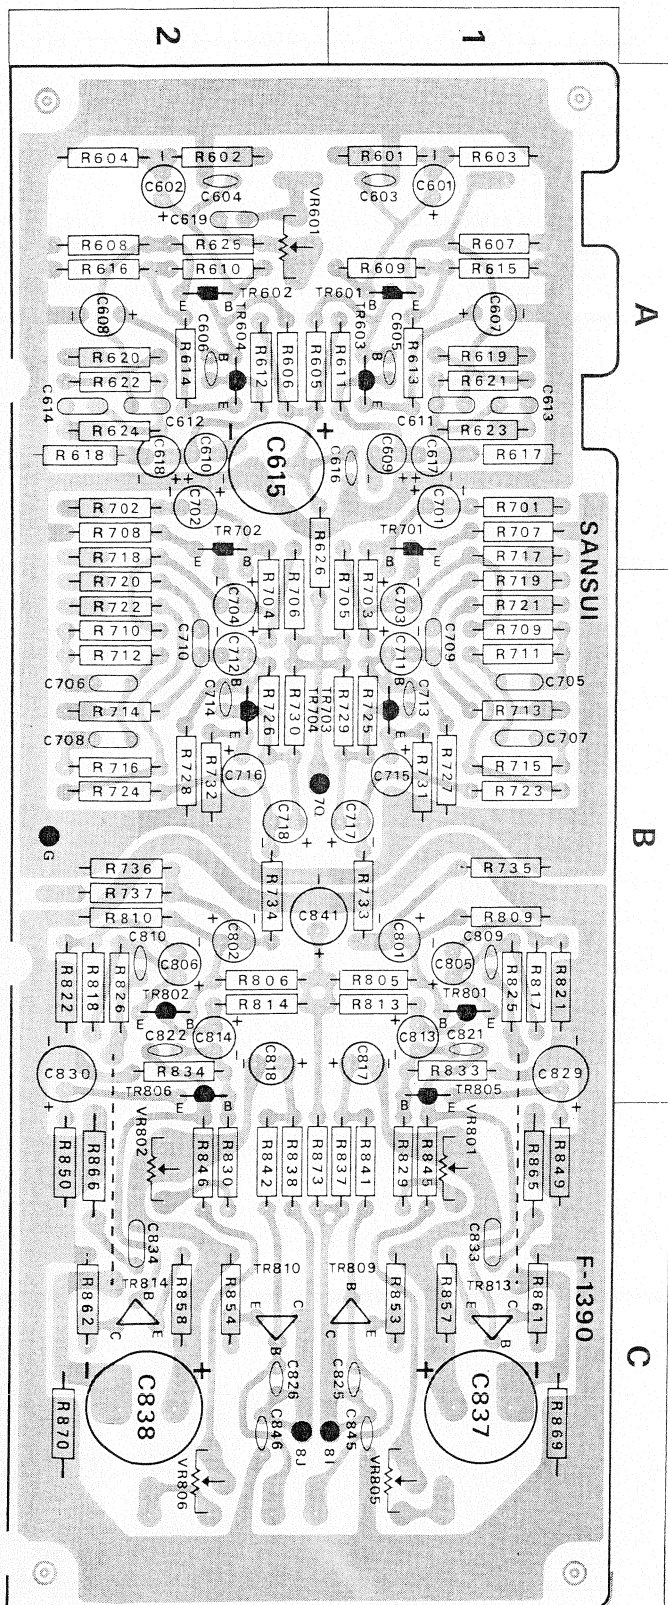 2 1
R604 R602 R601 R603
C602 C604 C603 C601
C619 VR601
R608 R625 R607
R616 R610 R609 R615
TR602 TR601
E B B E
C608 C606 TR604 TR603 C605 C607
A
R620 R614 B R612 R606 R605 R611 B R613 R619
R622 R621
E E
C614 C612 C611 C613
R624 R623
R618 C618 C610 C615 C616 C609 C617 R617
R702 C702 C701 R701
R708 TR702 TR701 R707
SANSUI
R718 E B R626 B E R717
R720 R719
R722 C704 R704 R706 R705 R703 C703 R721
R710 C710 C709 R709
R712 C712 C711 R711
C706 C714 B B C713 C705
R714 R726 R730 TR704 TR703 R729 R725 R713
E E
C708 C707
R716 R728 R732 C716 C715 R731 R727 R715
R724 7Q R723
C718 C717
B
G
R736 R734 R733 R735
R737
R810 C841 R809
C810 C802 C801 C809
C806 C805
R822 R818 R826 R806 R805 R825 R817 R821
TR802 R814 R813 TR801
E B B E
C822 C814 C813 C821
C830 R834 C818 C817 R833 C829
TR806 TR805
E B B E
VR802 VR801
R850 R866 R846 R830 R842 R838 R873 R837 R841 R829 R845 R865 R849
C834 C833
TR814 TR810 TR809 TR813
F-1390
R862 R858 R854 R853 R857 R861
C B E E C B B C E E C B
C
C838 C826 C825 C837
R870 C846 8J 8I C845 R869
VR806 VR805